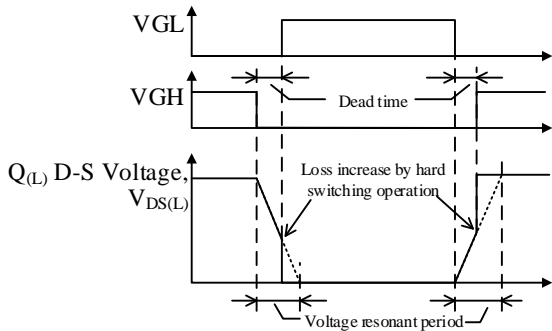 VGL
VGH
Dead time
Q(L) D-S Voltage,
VDS(L)
Loss increase by hard
switching operation
Voltage resonant period